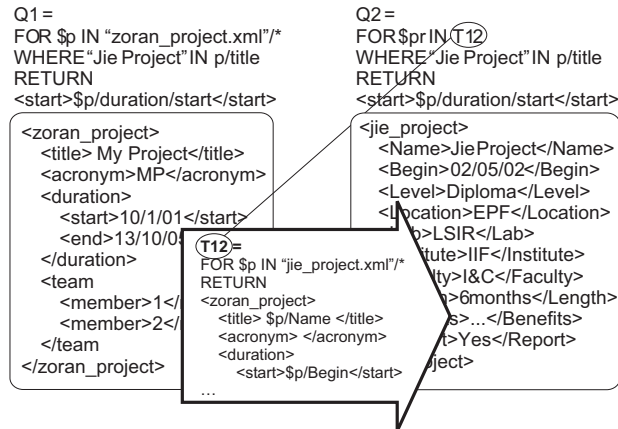 Q1 =
FOR $p IN “zoran_project.xml”/*
WHERE “Jie Project” IN p/title
RETURN
<start>$p/duration/start</start>
<zoran_project>
<title> My Project</title>
<acronym>MP</acronym>
<duration>
<start>10/1/01</start>
<end>13/10/05
</duration>
<team
<member>1</
<member>2</
</team
</zoran_project>
Q2 =
FOR $pr IN T12
WHERE “Jie Project” IN p/title
RETURN
<start>$p/duration/start</start>
<jie_project>
<Name>JieProject</Name>
<Begin>02/05/02</Begin>
<Level>Diploma</Level>
<Location>EPF</Location>
>LSIR</Lab>
tute>IIF</Institute>
ty>I&C</Faculty>
>6months</Length>
s>...</Benefits>
t>Yes</Report>
ject>
T12 =
FOR $p IN “jie_project.xml”/*
RETURN
<zoran_project>
<title> $p/Name </title>
<acronym> </acronym>
<duration>
<start>$p/Begin</start>
...